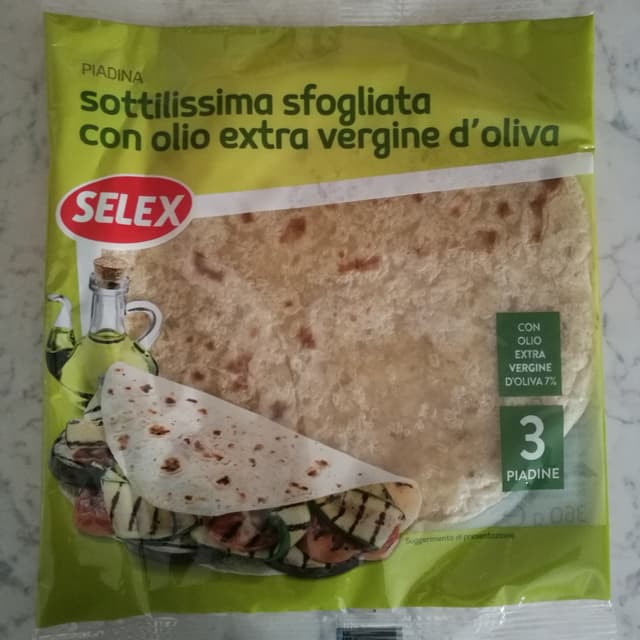 PIADINA
sottilissima sfogliata
con olio extra vergine d'oliva
SELEX
CON
OLIO
EXTRA
VERGINE
D'OLIVA 7%
3
PIADINE
Suggerimento di presentazione